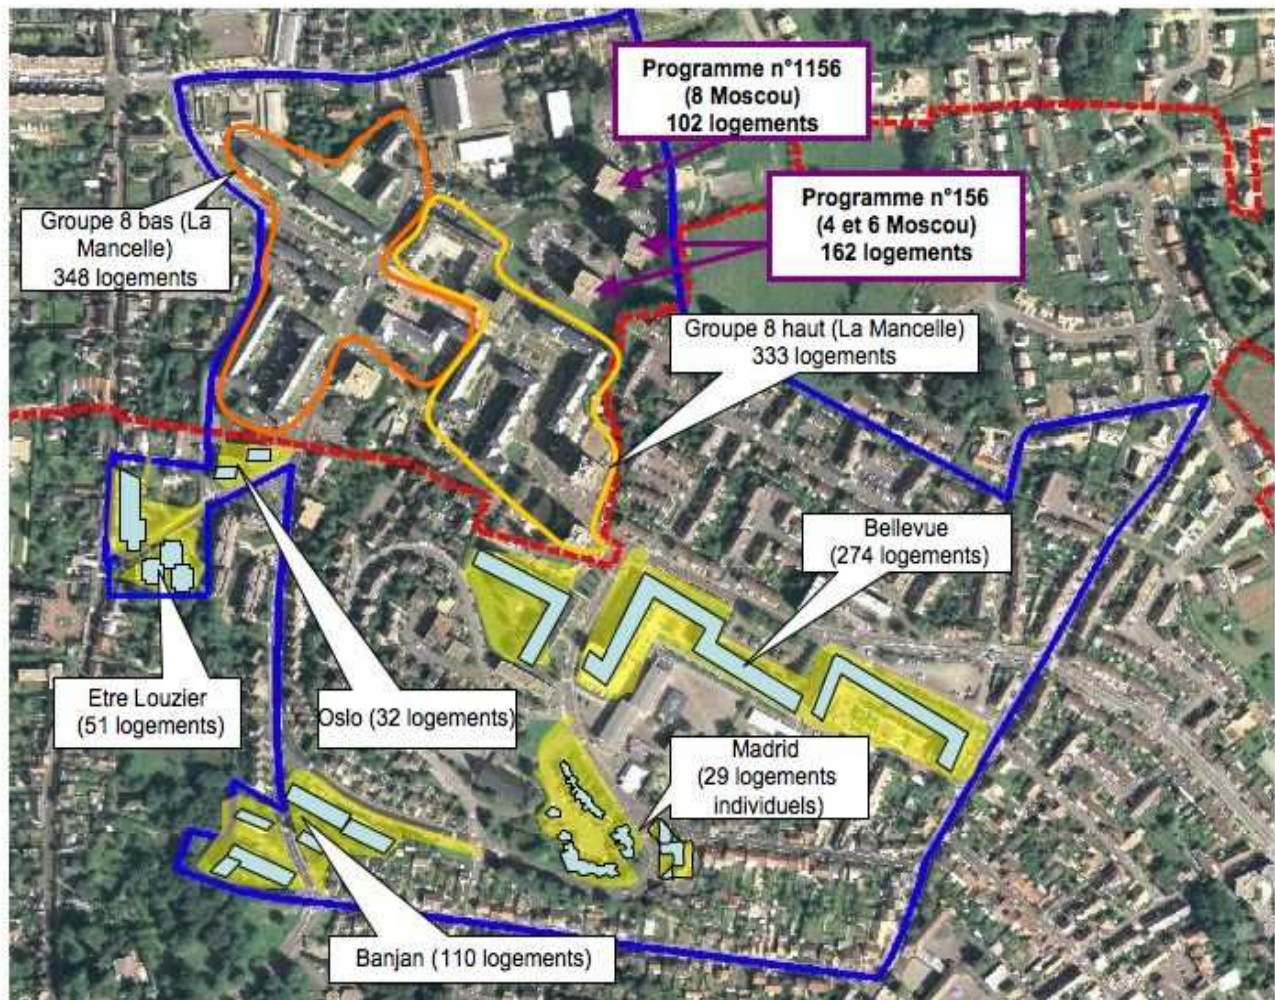 Programme n°1156
(8 Moscou)
102 logements
Programme n°156
(4 et 6 Moscou)
162 logements
Groupe 8 bas (La
Mancelle)
348 logements
Groupe 8 haut (La Mancelle)
333 logements
Bellevue
(274 logements)
Etre Louzier
(51 logements)
Oslo (32 logements)
Madrid
(29 logements
individuels)
Banjan (110 logements)